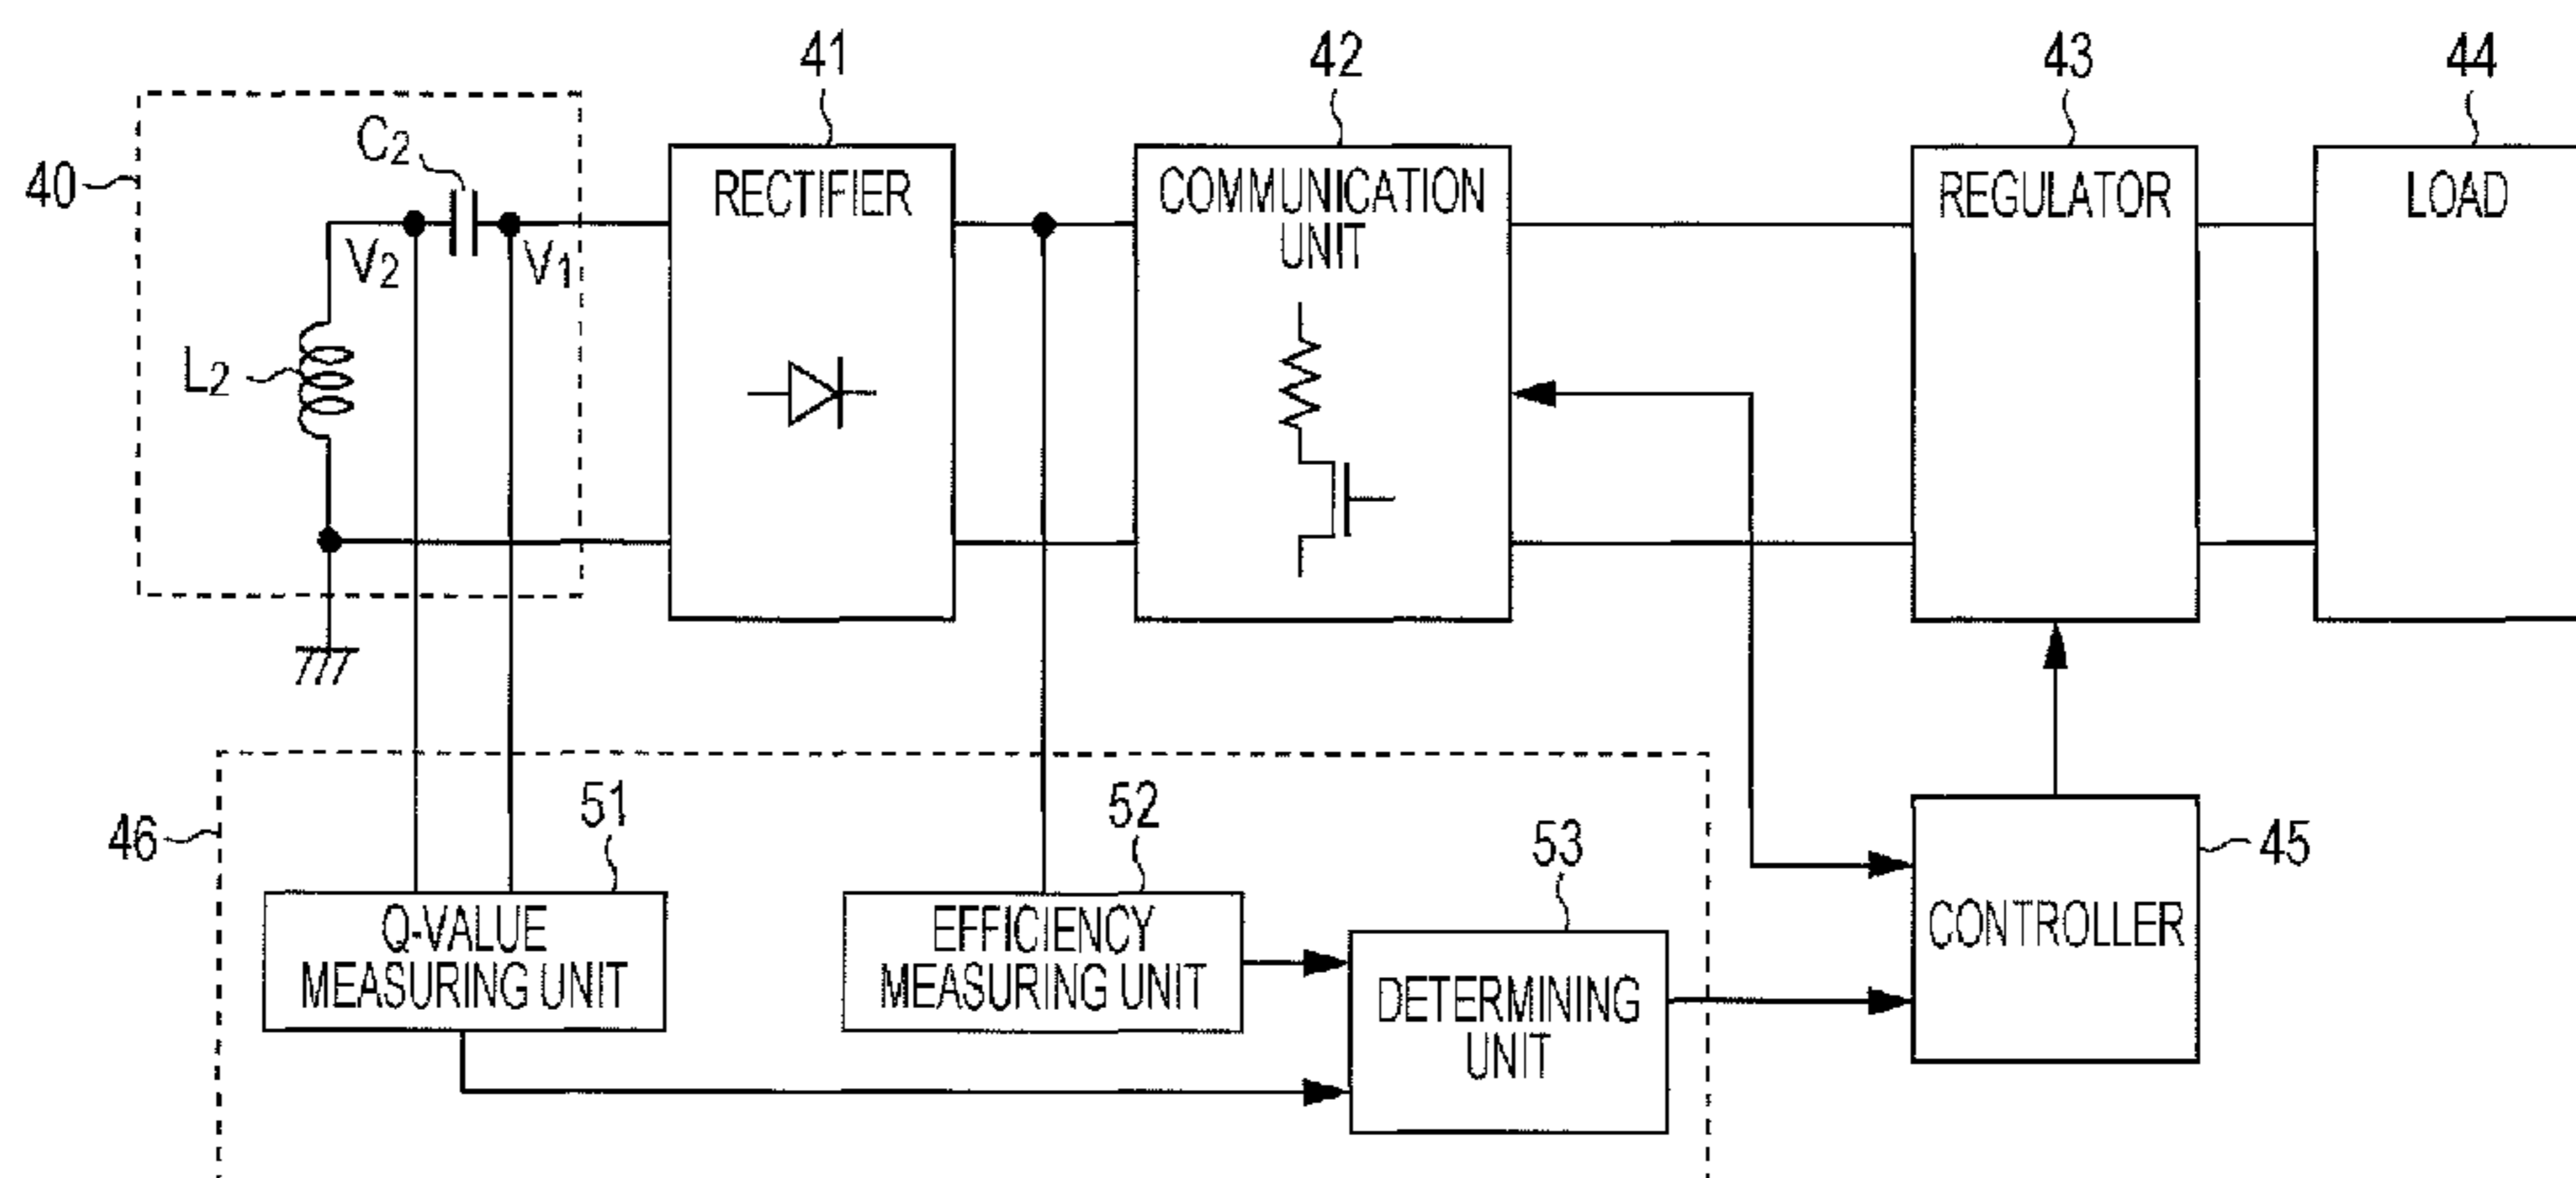 41
42
43
44
40
C2
V2
V1
L2
RECTIFIER
COMMUNICATION
UNIT
REGULATOR
LOAD
46
51
52
53
45
Q-VALUE
MEASURING UNIT
EFFICIENCY
MEASURING UNIT
DETERMINING
UNIT
CONTROLLER